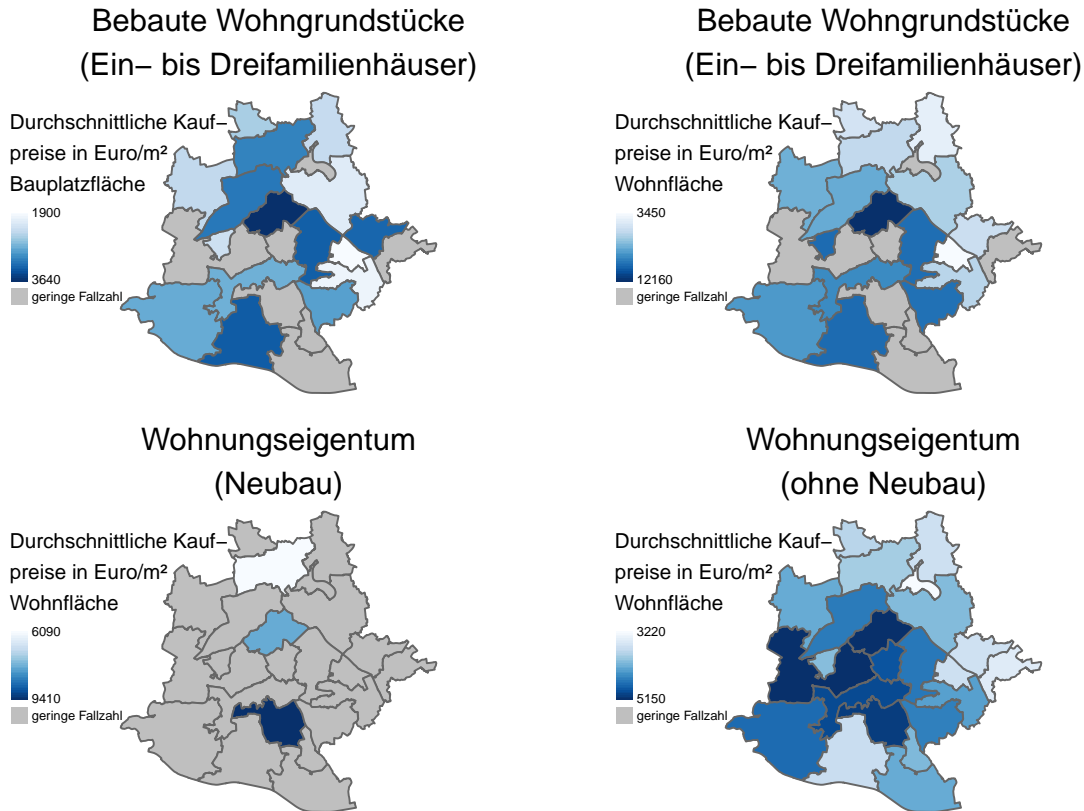 Bebaute Wohngrundstücke
(Ein– bis Dreifamilienhäuser)
Durchschnittliche Kauf–
preise in Euro/m²
Bauplatzfläche
1900
3640
geringe Fallzahl
Bebaute Wohngrundstücke
(Ein– bis Dreifamilienhäuser)
Durchschnittliche Kauf–
preise in Euro/m²
Wohnfläche
3450
12160
geringe Fallzahl
Wohnungseigentum
(Neubau)
Durchschnittliche Kauf–
preise in Euro/m²
Wohnfläche
6090
9410
geringe Fallzahl
Wohnungseigentum
(ohne Neubau)
Durchschnittliche Kauf–
preise in Euro/m²
Wohnfläche
3220
5150
geringe Fallzahl